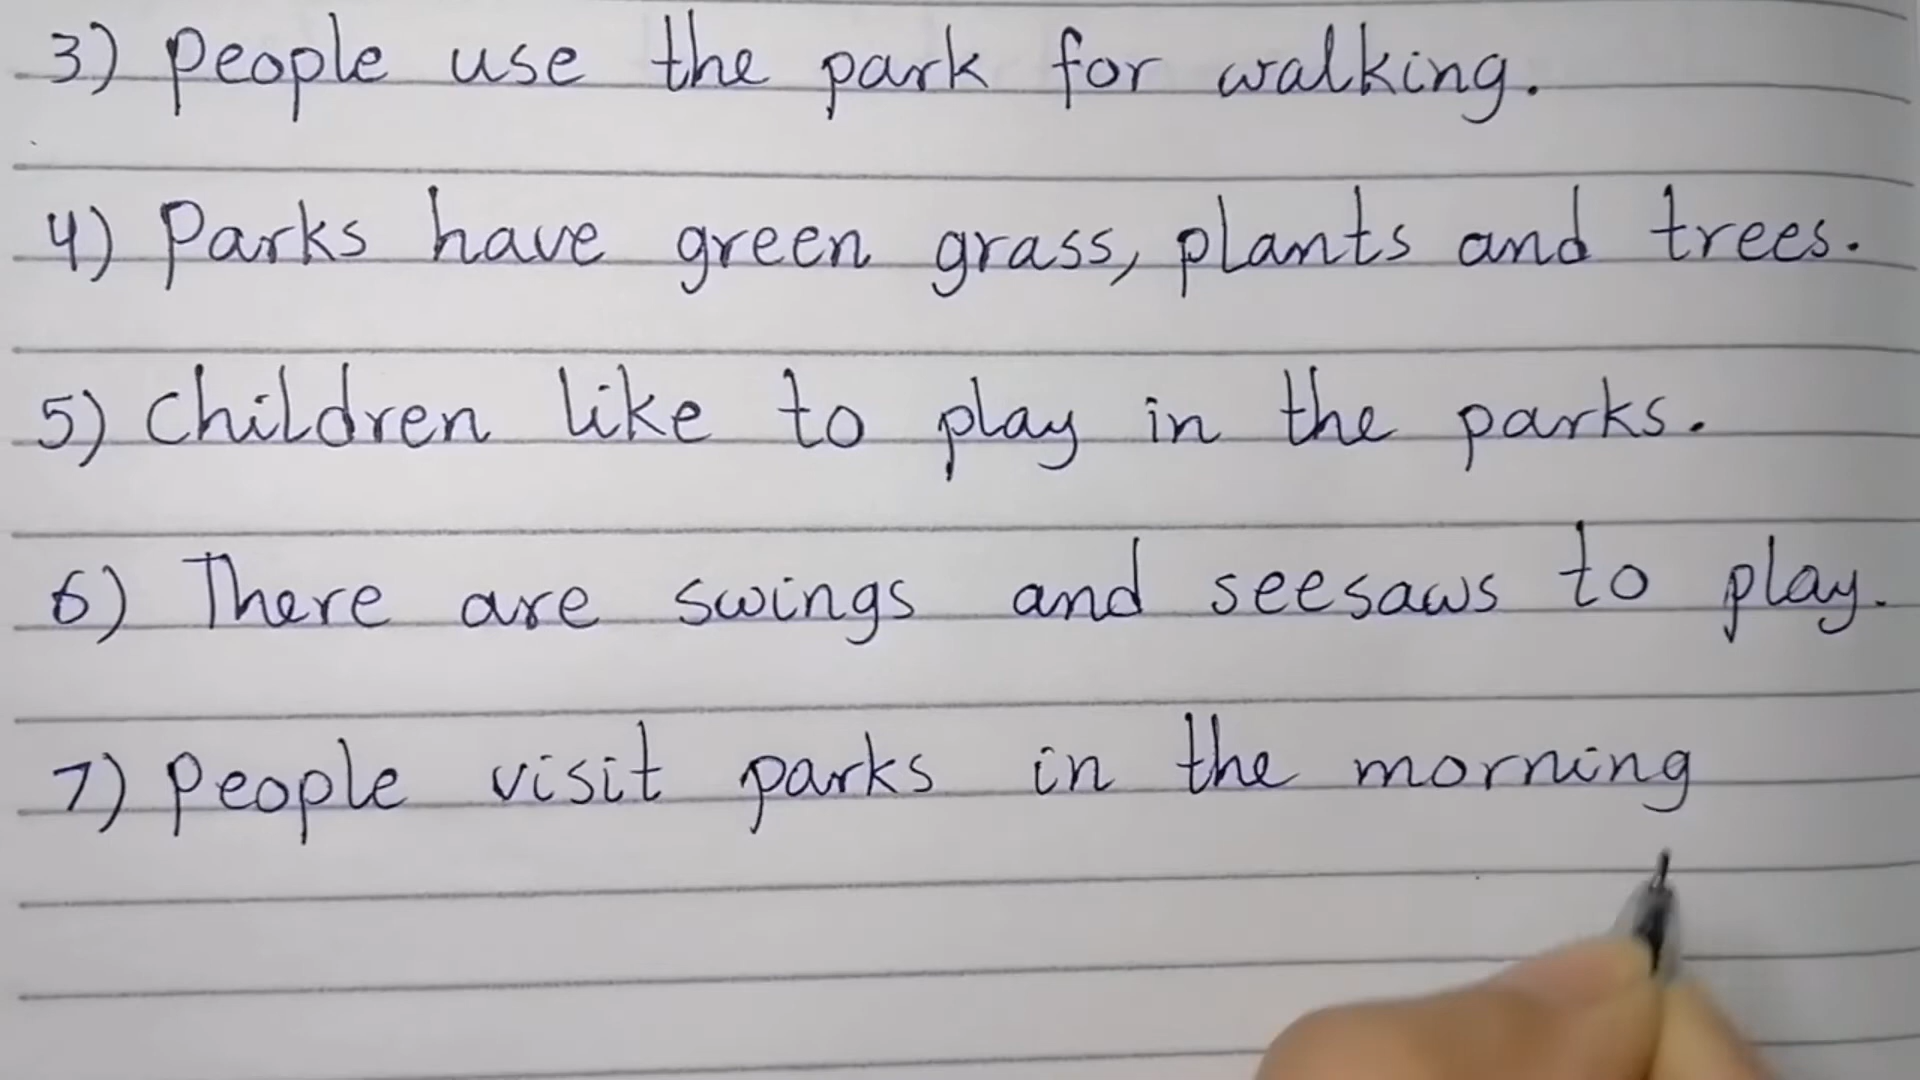 3) People use the park for walking.
4) Parks have green grass, plants and trees.
5) Children like to play in the parks.
6) There are swings and seesaws to play.
7) People visit parks in the morning